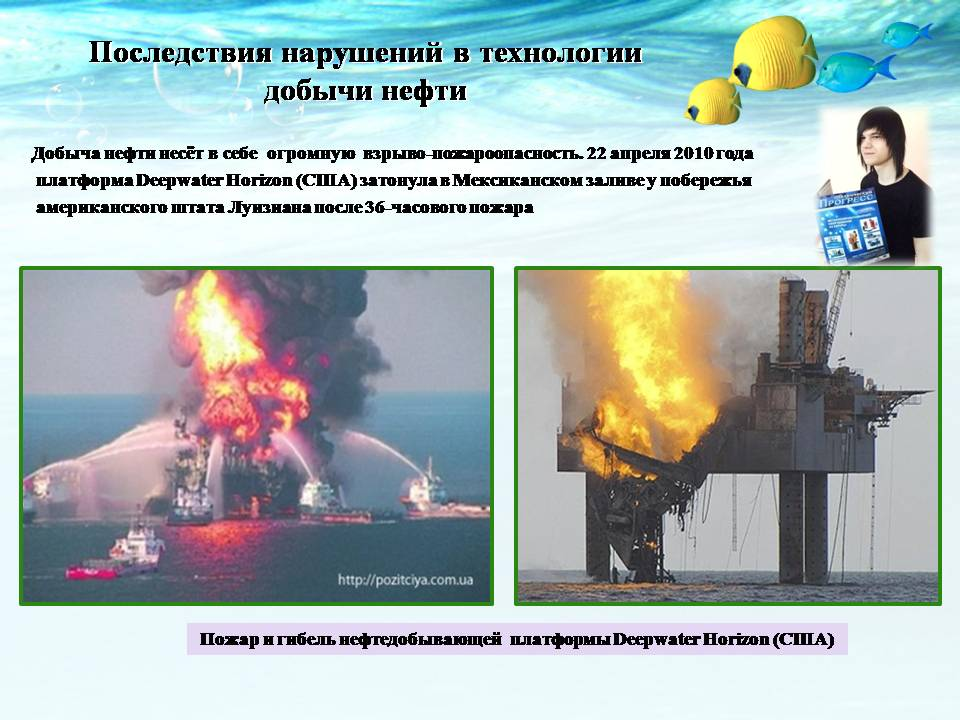 Последствия нарушений в технологии
добычи нефти
Добыча нефти несёт в себе огромную взрыво-пожароопасность. 22 апреля 2010 года
платформа Deepwater Horizon (США) затонула в Мексиканском заливе у побережья
американского штата Луизиана после 36-часового пожара
ПРОГРЕСС
http://pozitciya.com.ua
Пожар и гибель нефтедобывающей платформы Deepwater Horizon (США)